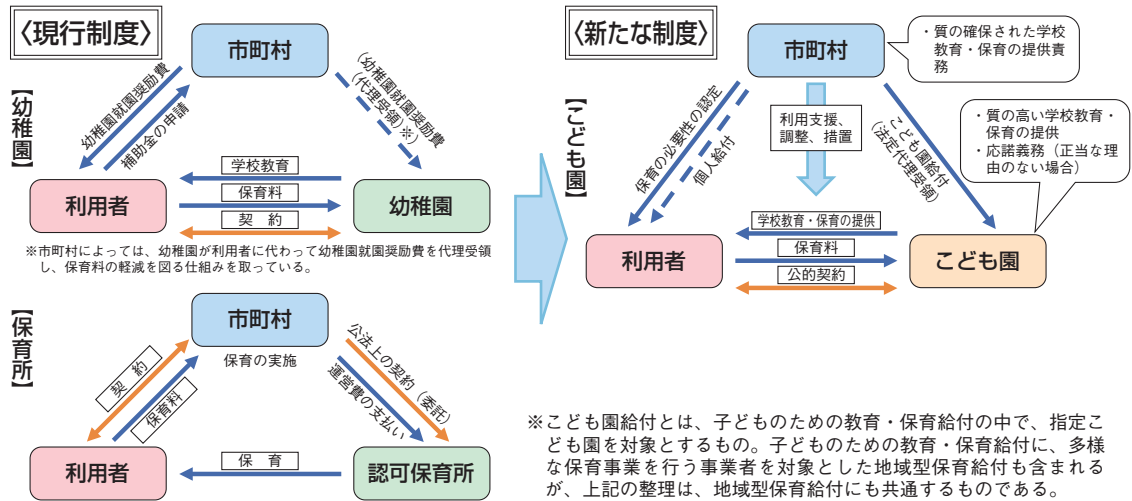 〈現行制度〉
【幼稚園】
市町村
幼稚園就園奨励費
補助金の申請
(幼稚園就園奨励費
(代理受領)※)
学校教育
保育料
契　約
利用者
幼稚園
※市町村によっては、幼稚園が利用者に代わって幼稚園就園奨励費を代理受領
し、保育料の軽減を図る仕組みを取っている。
【保育所】
市町村
保育の実施
契約
保育料
公法上の契約（委託）
運営費の支払い
利用者
保　育
認可保育所
〈新たな制度〉
【こども園】
市町村
・質の確保された学校
教育・保育の提供責
務
保育の必要性の認定
個人給付
利用支援、
調整、措置
こども園給付
(法定代理受領)
・質の高い学校教育・
保育の提供
・応諾義務（正当な理
由のない場合）
学校教育・保育の提供
保育料
公的契約
利用者
こども園
※こども園給付とは、子どものための教育・保育給付の中で、指定こ
ども園を対象とするもの。子どものための教育・保育給付に、多様
な保育事業を行う事業者を対象とした地域型保育給付も含まれる
が、上記の整理は、地域型保育給付にも共通するものである。